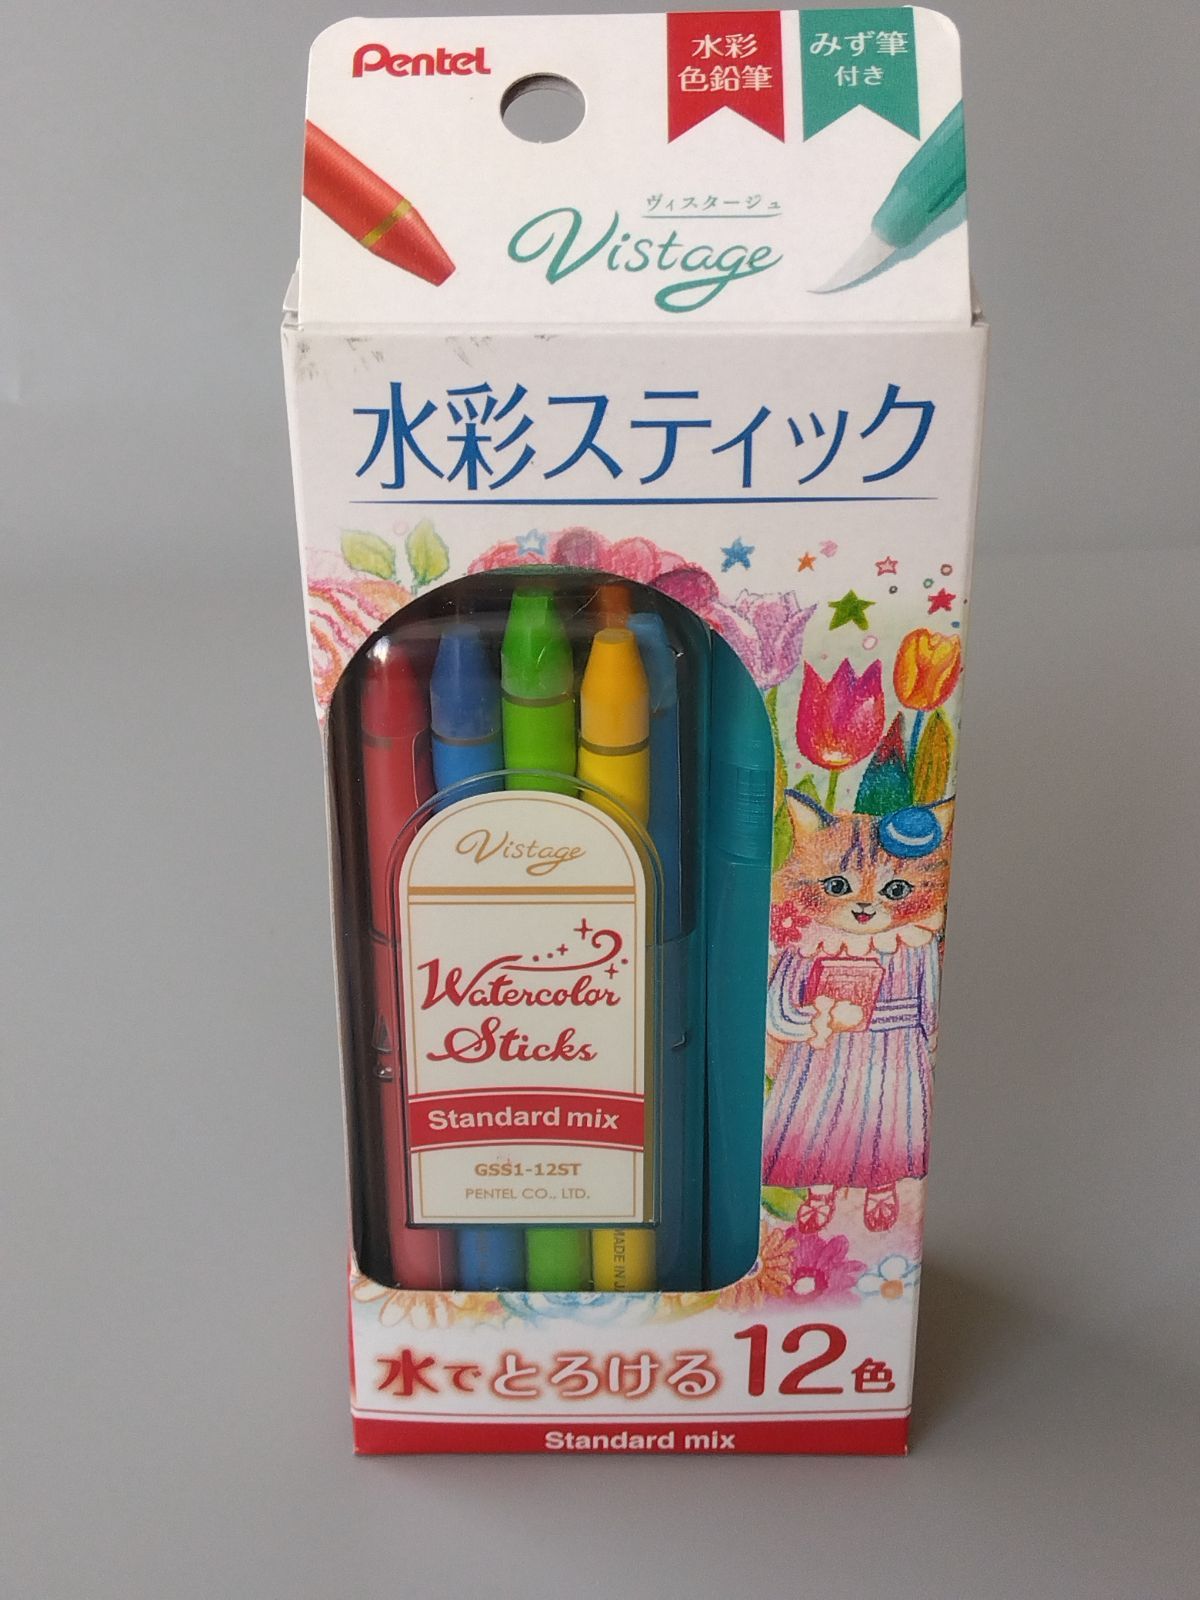 Pentel
水彩
色鉛筆
みず筆
付き
ヴィスタージュ
Vistage
水彩スティック
Vistage
Watercolor
Sticks
Standard mix
GSS1-12ST
PENTEL CO., LTD.
MADE IN
水でとろける12色
Standard mix